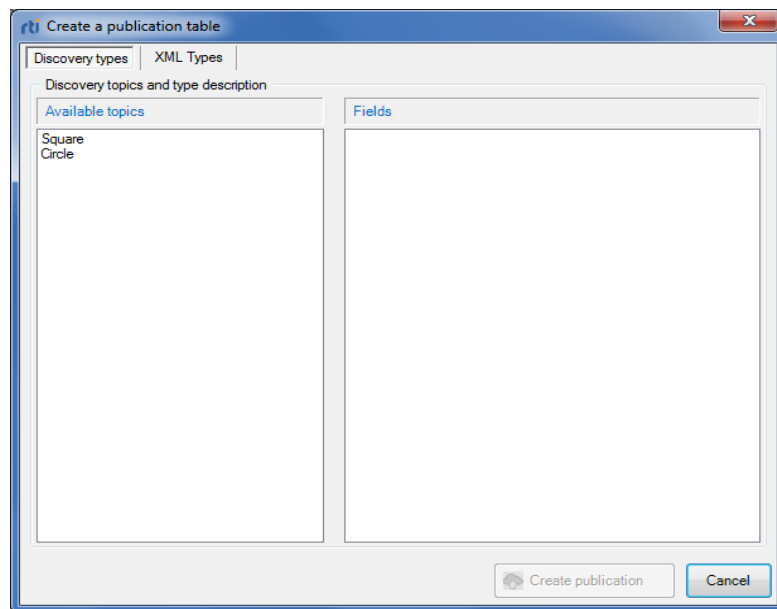 rti Create a publication table
Discovery types XML Types
Discovery topics and type description
Available topics Fields
Square
Circle
Create publication Cancel